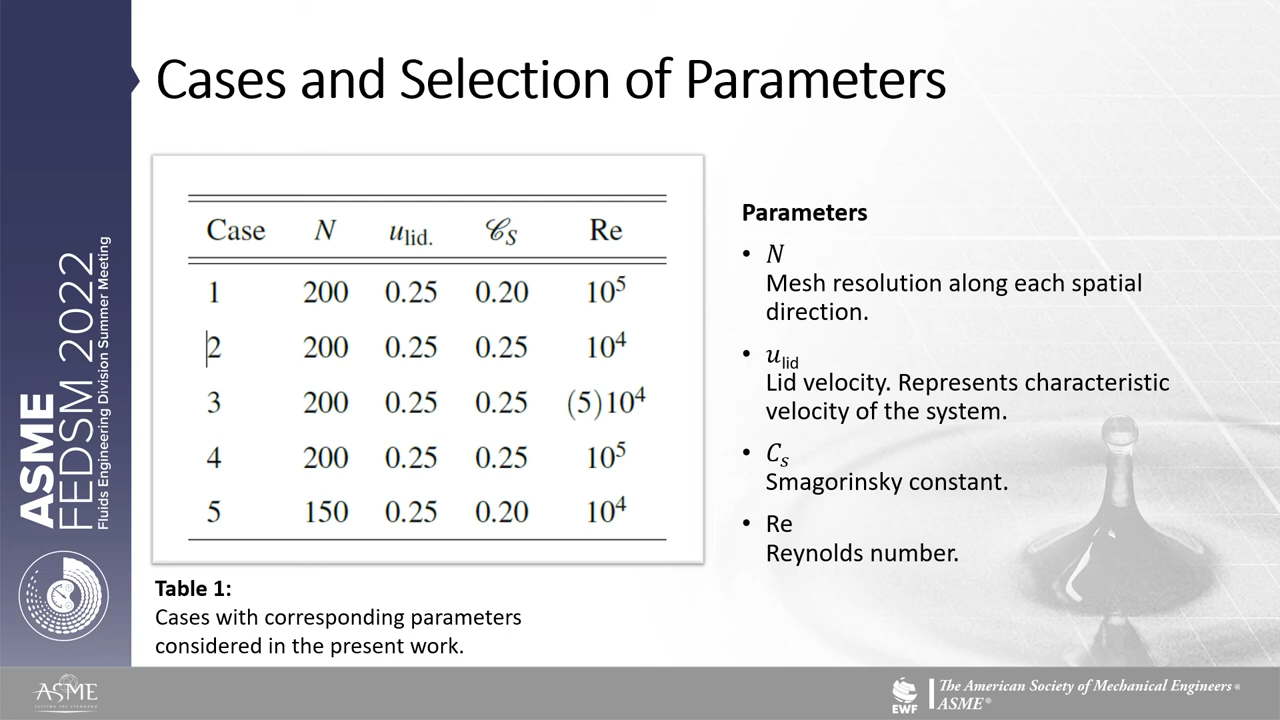 Cases and Selection of Parameters
Case N u_lid. 𝒞_S Re
1 200 0.25 0.20 10^5
2 200 0.25 0.25 10^4
3 200 0.25 0.25 (5)10^4
4 200 0.25 0.25 10^5
5 150 0.25 0.20 10^4
Table 1:
Cases with corresponding parameters
considered in the present work.
Parameters
• N
Mesh resolution along each spatial
direction.
• u_lid
Lid velocity. Represents characteristic
velocity of the system.
• C_s
Smagorinsky constant.
• Re
Reynolds number.
ASME
FEDSM 2022
Fluids Engineering Division Summer Meeting
ASME
SETTING THE STANDARD
EWF
The American Society of Mechanical Engineers®
ASME®